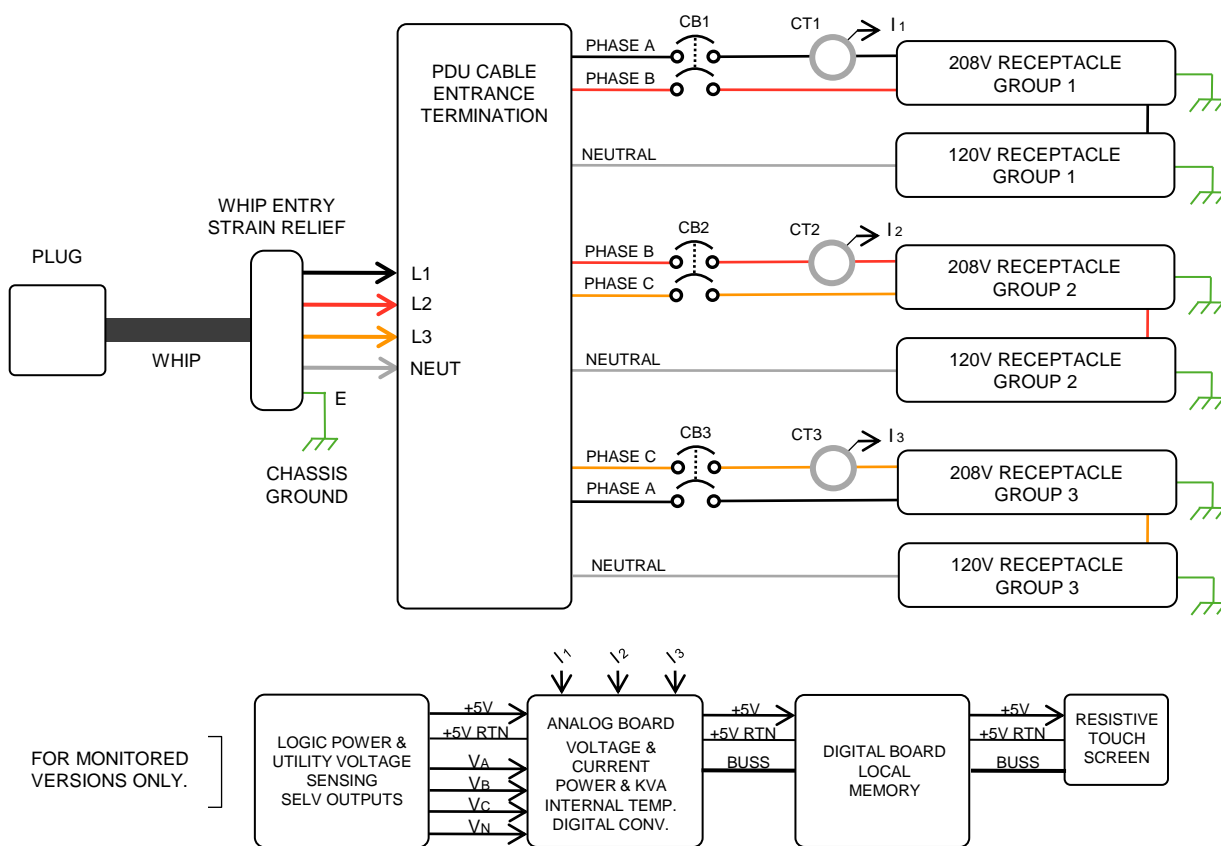 PLUG
WHIP
WHIP ENTRY
STRAIN RELIEF
E
CHASSIS
GROUND
L1
L2
L3
NEUT
PDU CABLE
ENTRANCE
TERMINATION
PHASE A
PHASE B
CB1
CT1
I1
208V RECEPTACLE
GROUP 1
NEUTRAL
120V RECEPTACLE
GROUP 1
PHASE B
PHASE C
CB2
CT2
I2
208V RECEPTACLE
GROUP 2
NEUTRAL
120V RECEPTACLE
GROUP 2
PHASE C
PHASE A
CB3
CT3
I3
208V RECEPTACLE
GROUP 3
NEUTRAL
120V RECEPTACLE
GROUP 3
FOR MONITORED
VERSIONS ONLY.
LOGIC POWER &
UTILITY VOLTAGE
SENSING
SELV OUTPUTS
+5V
+5V RTN
VA
VB
VC
VN
I1
I2
I3
ANALOG BOARD
VOLTAGE &
CURRENT
POWER & KVA
INTERNAL TEMP.
DIGITAL CONV.
+5V
+5V RTN
BUSS
DIGITAL BOARD
LOCAL
MEMORY
+5V
+5V RTN
BUSS
RESISTIVE
TOUCH
SCREEN